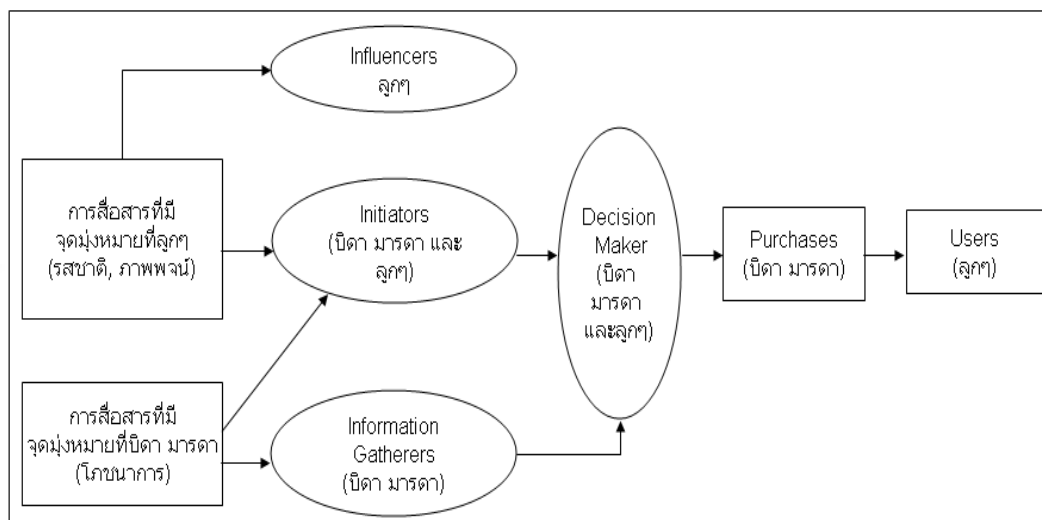 Influencers
ลูกๆ
การสื่อสารที่มี
จุดมุ่งหมายที่ลูกๆ
(รสชาติ, ภาพพจน์)
Initiators
(บิดา มารดา และ
ลูกๆ)
Decision
Maker
(บิดา
มารดา
และลูกๆ)
Purchases
(บิดา มารดา)
Users
(ลูกๆ)
การสื่อสารที่มี
จุดมุ่งหมายที่บิดา มารดา
(โภชนาการ)
Information
Gatherers
(บิดา มารดา)